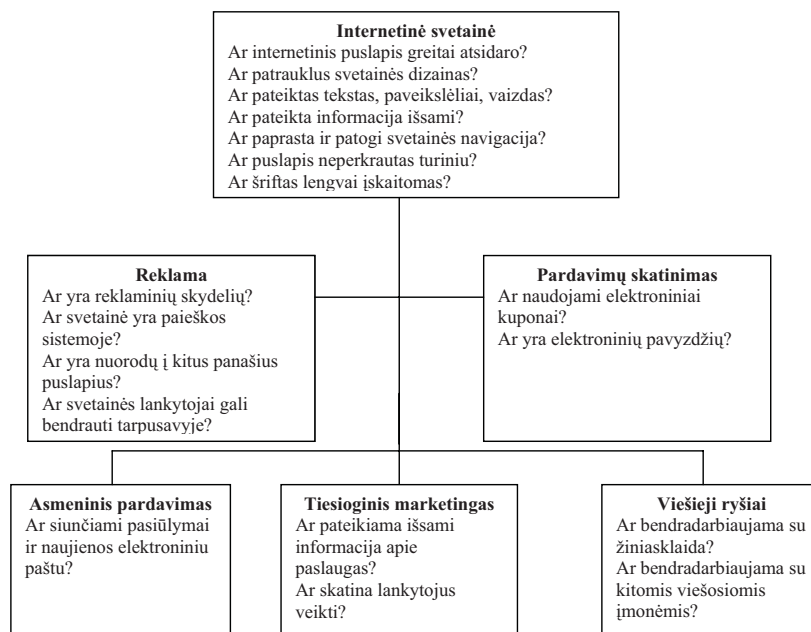 Internetinė svetainė
Ar internetinis puslapis greitai atsidaro?
Ar patrauklus svetainės dizainas?
Ar pateiktas tekstas, paveikslėliai, vaizdas?
Ar pateikta informacija išsami?
Ar paprasta ir patogi svetainės navigacija?
Ar puslapis neperkrautas turiniu?
Ar šriftas lengvai įskaitomas?
Reklama
Ar yra reklaminių skydelių?
Ar svetainė yra paieškos
sistemoje?
Ar yra nuorodų į kitus panašius
puslapius?
Ar svetainės lankytojai gali
bendrauti tarpusavyje?
Pardavimų skatinimas
Ar naudojami elektroniniai
kuponai?
Ar yra elektroninių pavyzdžių?
Asmeninis pardavimas
Ar siunčiami pasiūlymai
ir naujienos elektroniniu
paštu?
Tiesioginis marketingas
Ar pateikiama išsami
informacija apie
paslaugas?
Ar skatina lankytojus
veikti?
Viešieji ryšiai
Ar bendradarbiaujama su
žiniasklaida?
Ar bendradarbiaujama su
kitomis viešosiomis
įmonėmis?